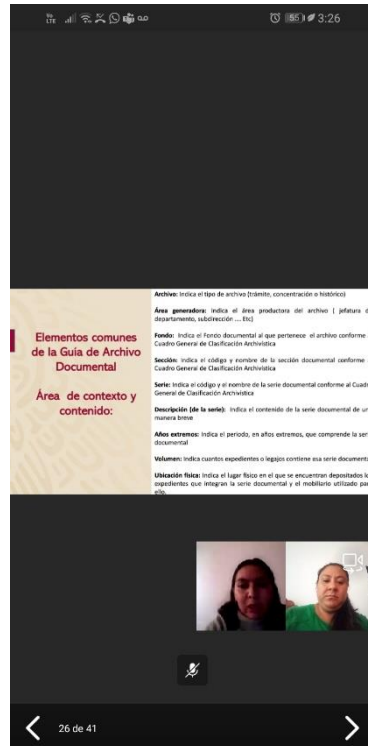 Vo
LTE
55
3:26
Elementos comunes
de la Guía de Archivo
Documental
Área de contexto y
contenido:
Archivo: Indica el tipo de archivo (trámite, concentración o histórico)
Área generadora: Indica el área productora del archivo ( jefatura d
departamento, subdirección .... Etc)
Fondo: Indica el Fondo documental al que pertenece el archivo conforme
Cuadro General de Clasificación Archivística
Sección: Indica el código y nombre de la sección documental conforme
Cuadro General de Clasificación Archivística
Serie: Indica el código y el nombre de la serie documental conforme al Cuadr
General de Clasificación Archivística
Descripción (de la serie): Indica el contenido de la serie documental de un
manera breve
Años extremos: Indica el periodo, en años extremos, que comprende la seri
documental
Volumen: Indica cuantos expedientes o legajos contiene esa serie documenta
Ubicación física: Indica el lugar físico en el que se encuentran depositados lo
expedientes que integran la serie documental y el mobiliario utilizado par
ello.
26 de 41